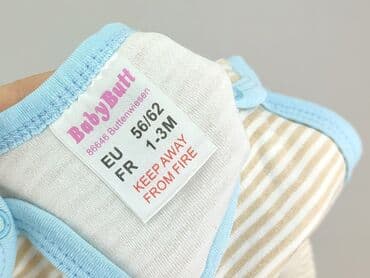 BabyButt
86646 Buttenwiesen
EU 56/62
FR 1-3M
KEEP AWAY
FROM FIRE